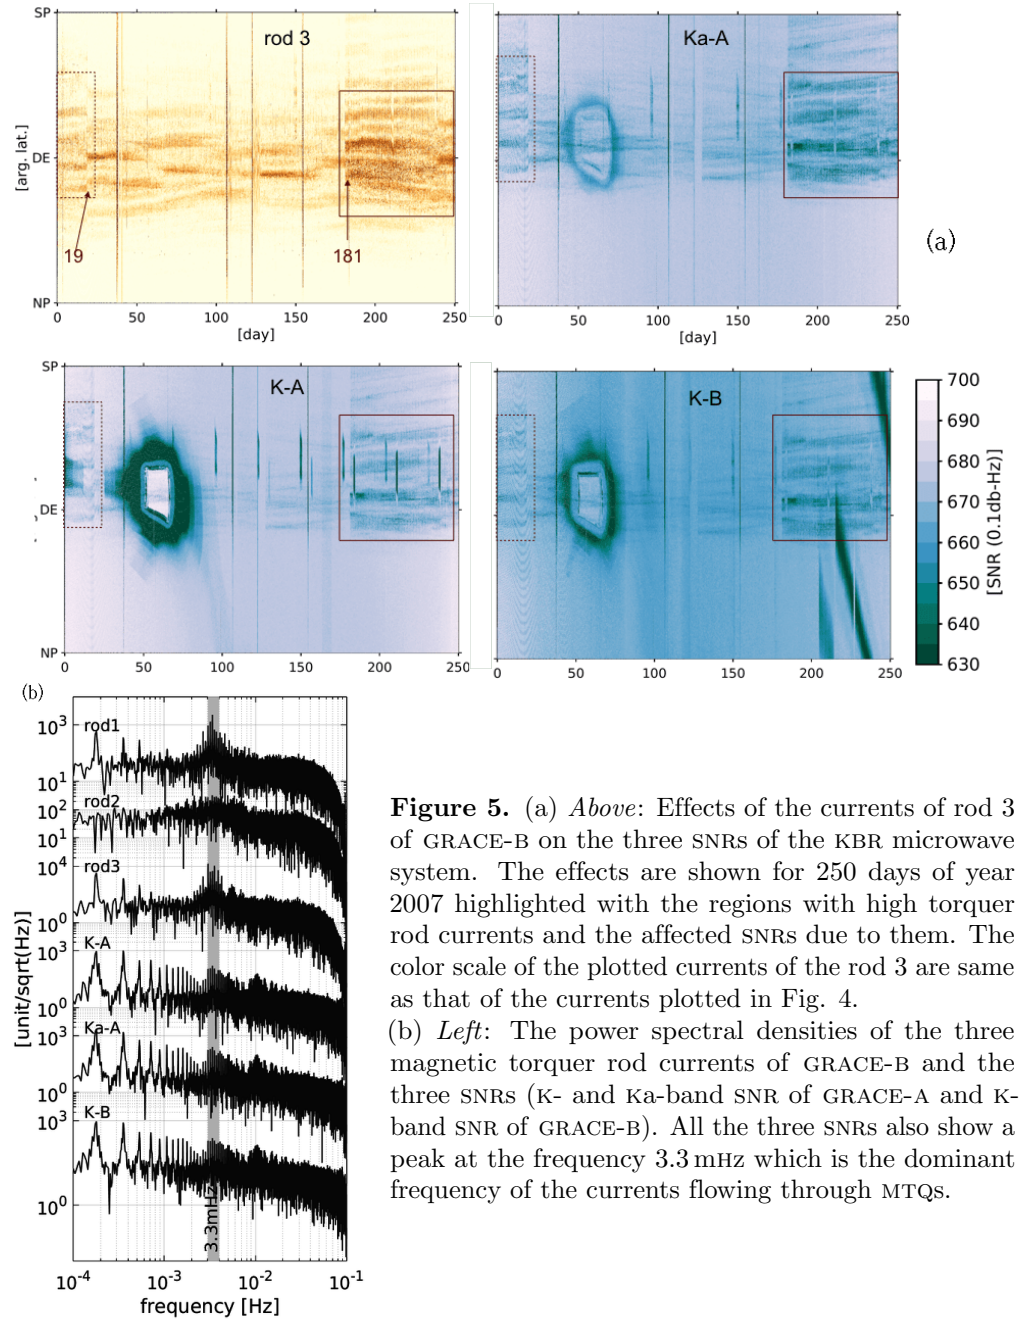 SP
rod 3
Ka-A
[arg. lat.]
DE
19
181
(a)
NP
0 50 100 150 200 250
[day]
0 50 100 150 200 250
[day]
SP
K-A
K-B
DE
NP
0 50 100 150 200 250
0 50 100 150 200 250
700
690
680
670
660
650
640
630
[SNR (0.1db-Hz)]
(b)
10³
rod1
10¹
10²
rod2
10¹
10⁴
rod3
10⁰
10³
K-A
10⁰
10³
Ka-A
10⁰
10³
K-B
10⁰
[unit/sqrt(Hz)]
3.3mHz
10⁻⁴ 10⁻³ 10⁻² 10⁻¹
frequency [Hz]
Figure 5. (a) Above: Effects of the currents of rod 3
of GRACE-B on the three SNRs of the KBR microwave
system. The effects are shown for 250 days of year
2007 highlighted with the regions with high torquer
rod currents and the affected SNRs due to them. The
color scale of the plotted currents of the rod 3 are same
as that of the currents plotted in Fig. 4.
(b) Left: The power spectral densities of the three
magnetic torquer rod currents of GRACE-B and the
three SNRs (K- and Ka-band SNR of GRACE-A and K-
band SNR of GRACE-B). All the three SNRs also show a
peak at the frequency 3.3 mHz which is the dominant
frequency of the currents flowing through MTQs.